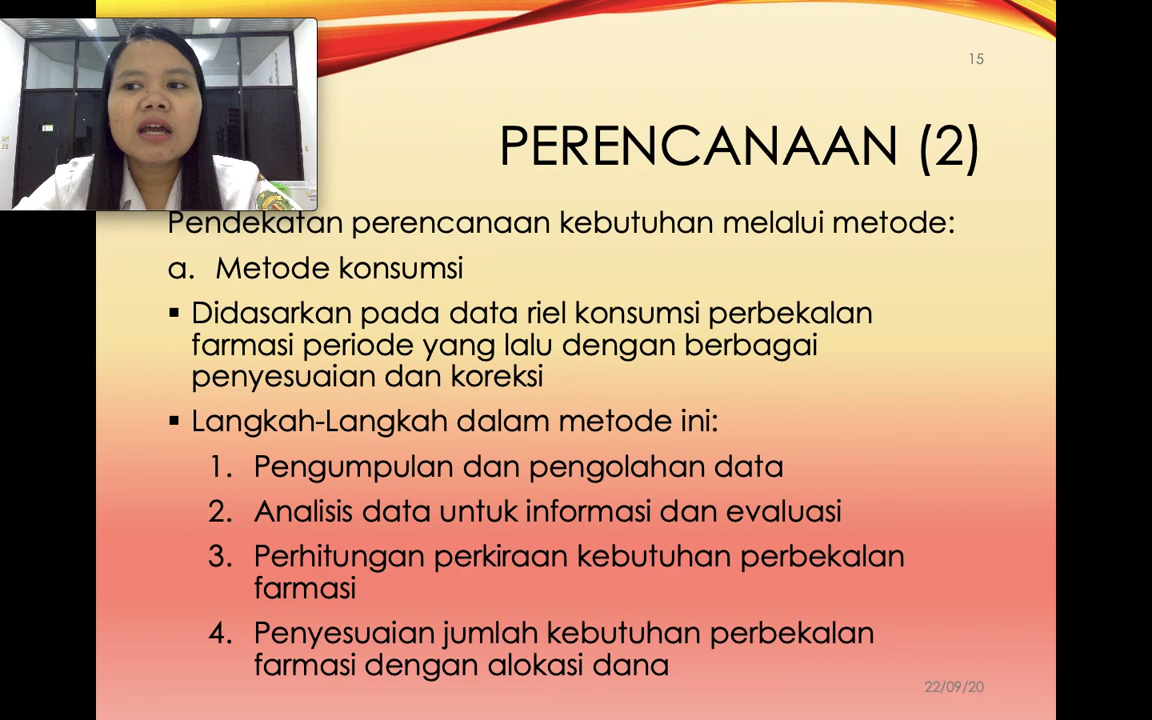 15
PERENCANAAN (2)
Pendekatan perencanaan kebutuhan melalui metode:
a. Metode konsumsi
▪ Didasarkan pada data riel konsumsi perbekalan
farmasi periode yang lalu dengan berbagai
penyesuaian dan koreksi
▪ Langkah-Langkah dalam metode ini:
1. Pengumpulan dan pengolahan data
2. Analisis data untuk informasi dan evaluasi
3. Perhitungan perkiraan kebutuhan perbekalan
farmasi
4. Penyesuaian jumlah kebutuhan perbekalan
farmasi dengan alokasi dana
22/09/20